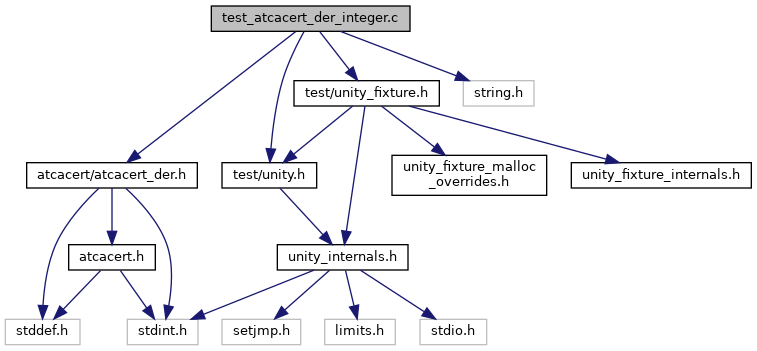 test_atcacert_der_integer.c
test/unity_fixture.h
string.h
atcacert/atcacert_der.h
test/unity.h
unity_fixture_malloc
_overrides.h
unity_fixture_internals.h
atcacert.h
unity_internals.h
stddef.h
stdint.h
setjmp.h
limits.h
stdio.h